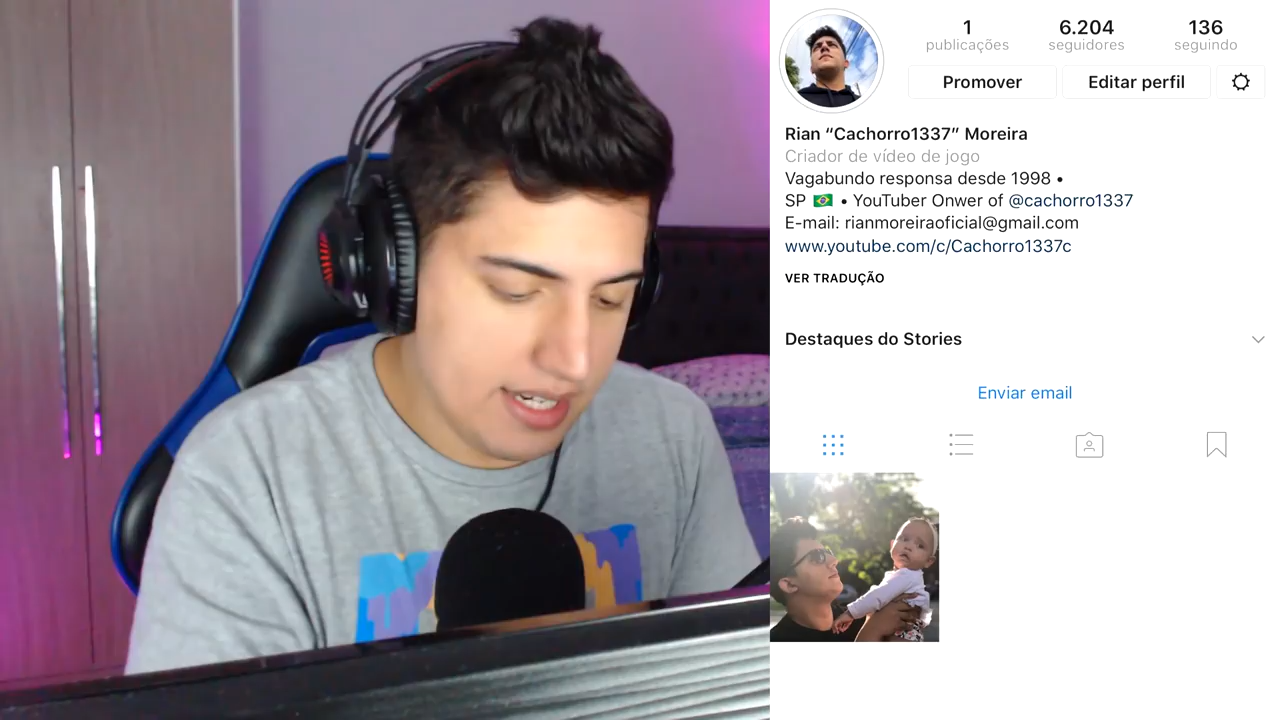 1 6.204 136
publicações seguidores seguindo
Promover Editar perfil
Rian “Cachorro1337” Moreira
Criador de vídeo de jogo
Vagabundo responsa desde 1998 •
SP 🇧🇷 • YouTuber Onwer of @cachorro1337
E-mail: rianmoreiraoficial@gmail.com
www.youtube.com/c/Cachorro1337c
VER TRADUÇÃO
Destaques do Stories
Enviar email